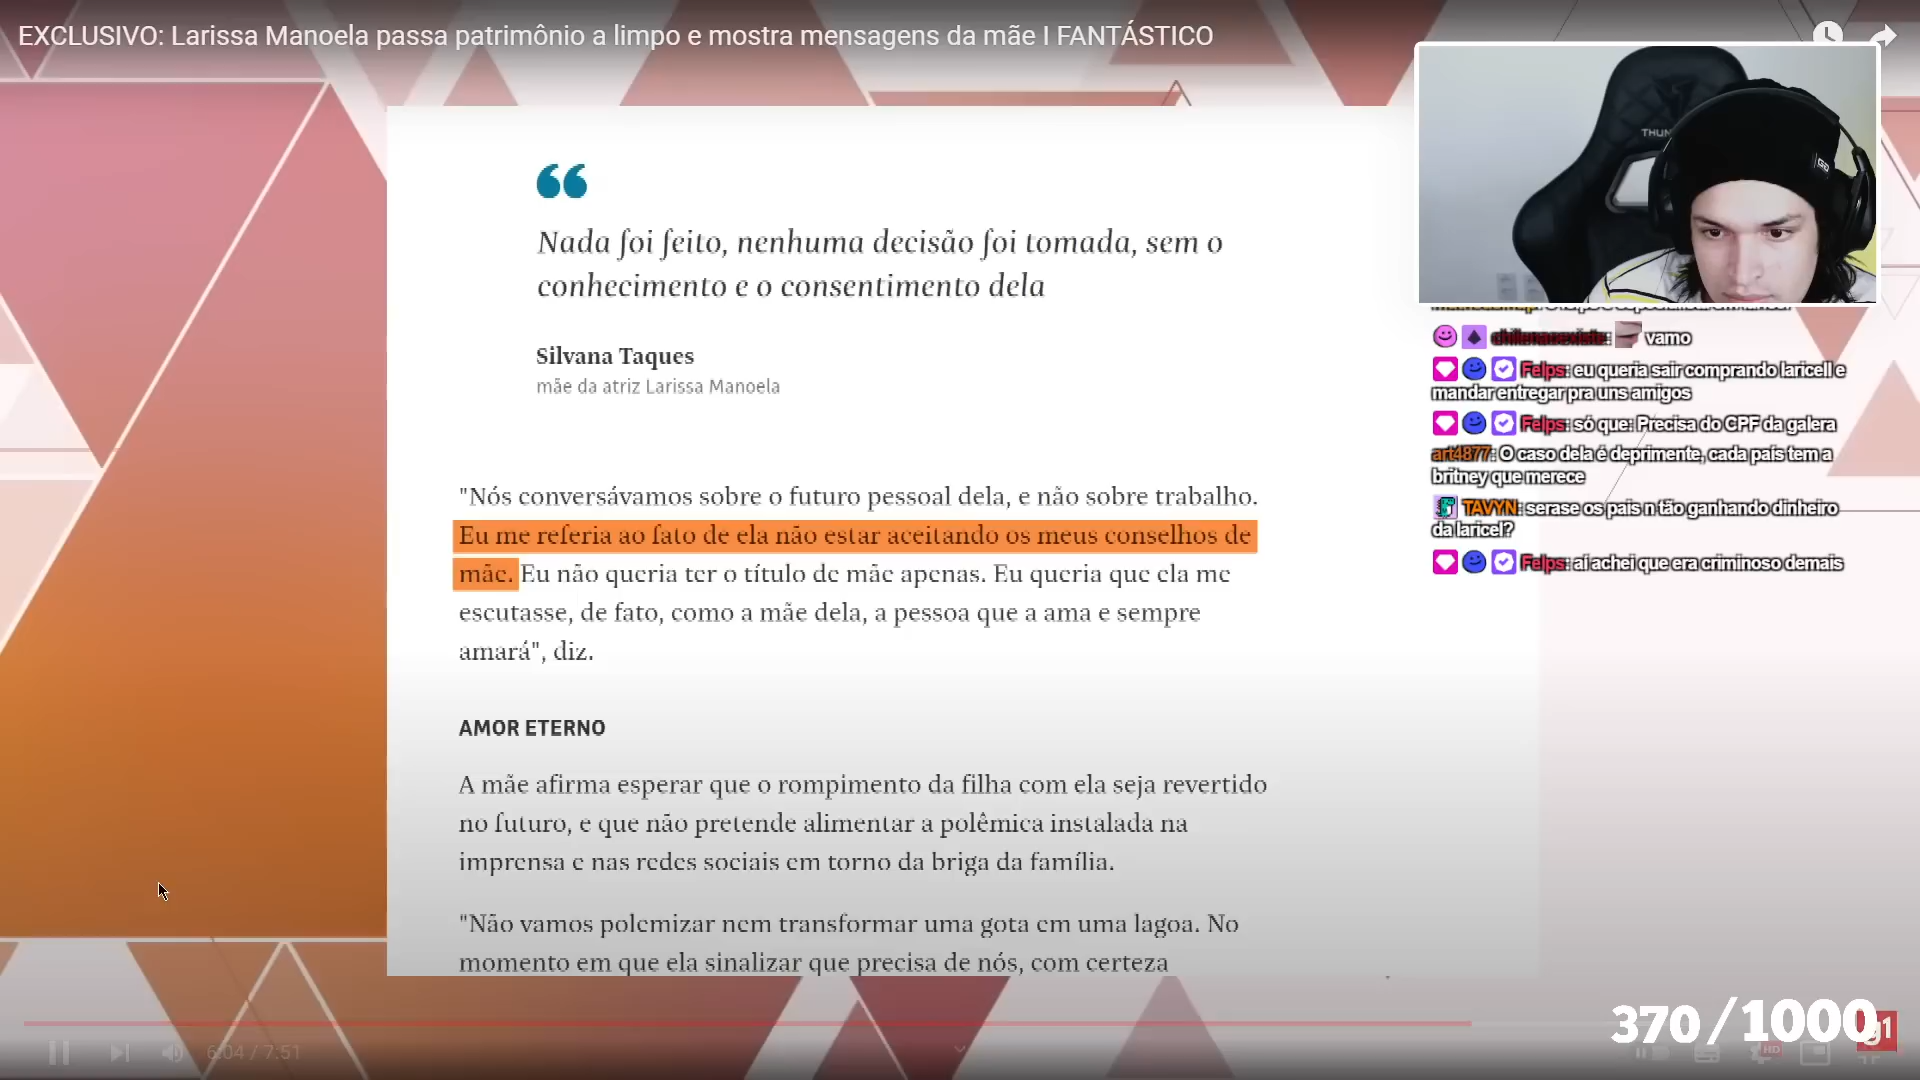 EXCLUSIVO: Larissa Manoela passa patrimônio a limpo e mostra mensagens da mãe I FANTÁSTICO
THUN
Nada foi feito, nenhuma decisão foi tomada, sem o
conhecimento e o consentimento dela
Silvana Taques
mãe da atriz Larissa Manoela
"Nós conversávamos sobre o futuro pessoal dela, e não sobre trabalho.
Eu me referia ao fato de ela não estar aceitando os meus conselhos de
mãe. Eu não queria ter o título de mãe apenas. Eu queria que ela me
escutasse, de fato, como a mãe dela, a pessoa que a ama e sempre
amará", diz.
AMOR ETERNO
A mãe afirma esperar que o rompimento da filha com ela seja revertido
no futuro, e que não pretende alimentar a polêmica instalada na
imprensa e nas redes sociais em torno da briga da família.
"Não vamos polemizar nem transformar uma gota em uma lagoa. No
momento em que ela sinalizar que precisa de nós, com certeza
vamo
Felps: eu queria sair comprando laricell e
mandar entregar pra uns amigos
Felps: só que: Precisa do CPF da galera
art4877: O caso dela é deprimente, cada país tem a
britney que merece
TAVYN: serase os pais n tão ganhando dinheiro
da laricel?
Felps: aí achei que era criminoso demais
370/1000
g1
6:04 / 7:51
HD